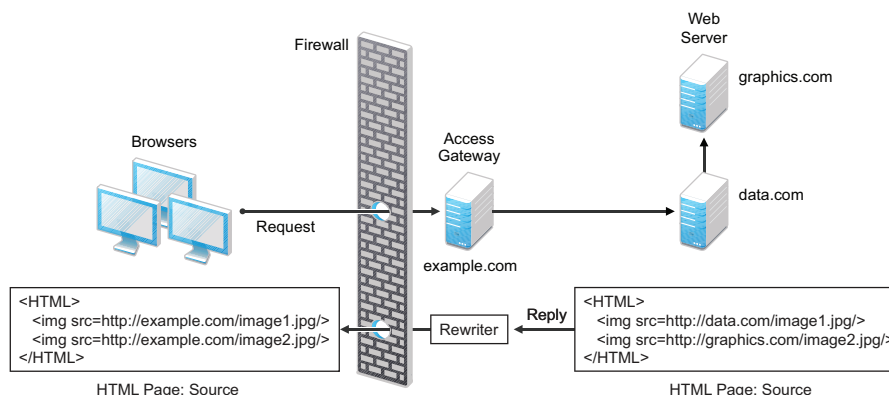 Web
Server
Firewall
graphics.com
Browsers
Access
Gateway
data.com
Request
example.com
<HTML>
<img src=http://example.com/image1.jpg/>
<img src=http://example.com/image2.jpg/>
</HTML>
HTML Page: Source
Rewriter
Reply
<HTML>
<img src=http://data.com/image1.jpg/>
<img src=http://graphics.com/image2.jpg/>
</HTML>
HTML Page: Source